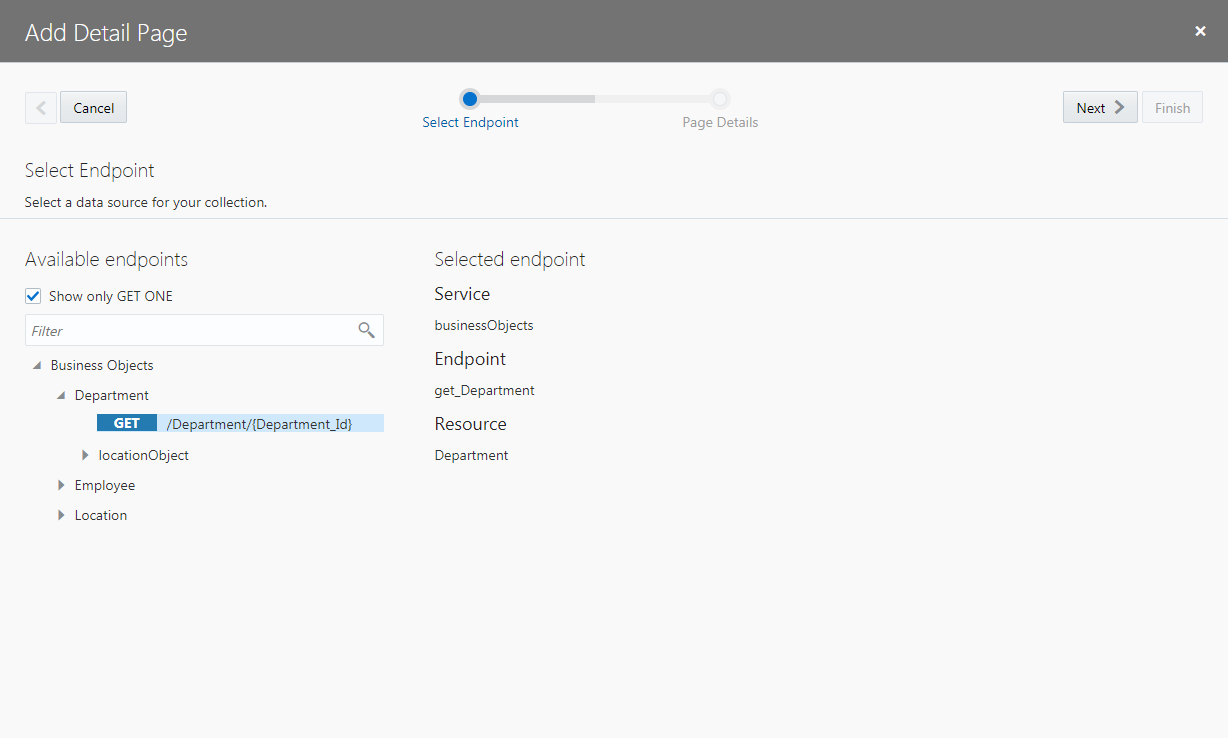 Add Detail Page
Cancel
Select Endpoint
Page Details
Next
Finish
Select Endpoint
Select a data source for your collection.
Available endpoints
Show only GET ONE
Filter
Business Objects
Department
GET /Department/{Department_Id}
locationObject
Employee
Location
Selected endpoint
Service
businessObjects
Endpoint
get_Department
Resource
Department